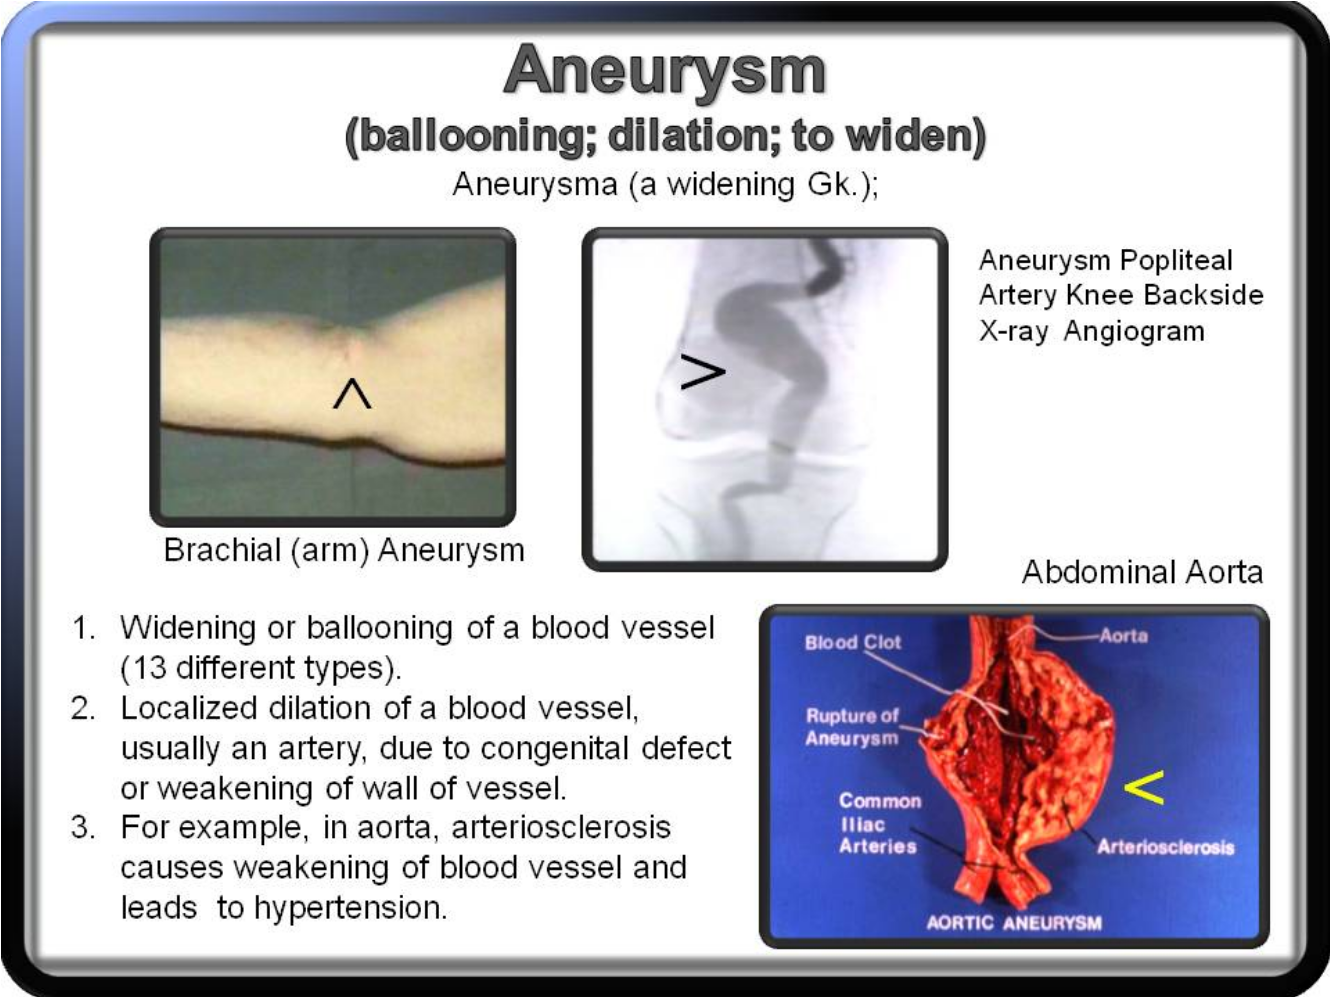 Aneurysm
(ballooning; dilation; to widen)
Aneurysma (a widening Gk.);
^
Brachial (arm) Aneurysm
>
Aneurysm Popliteal
Artery Knee Backside
X-ray Angiogram
1. Widening or ballooning of a blood vessel
(13 different types).
2. Localized dilation of a blood vessel,
usually an artery, due to congenital defect
or weakening of wall of vessel.
3. For example, in aorta, arteriosclerosis
causes weakening of blood vessel and
leads to hypertension.
Abdominal Aorta
Blood Clot
Aorta
Rupture of
Aneurysm
<
Common
Iliac
Arteries
Arteriosclerosis
AORTIC ANEURYSM